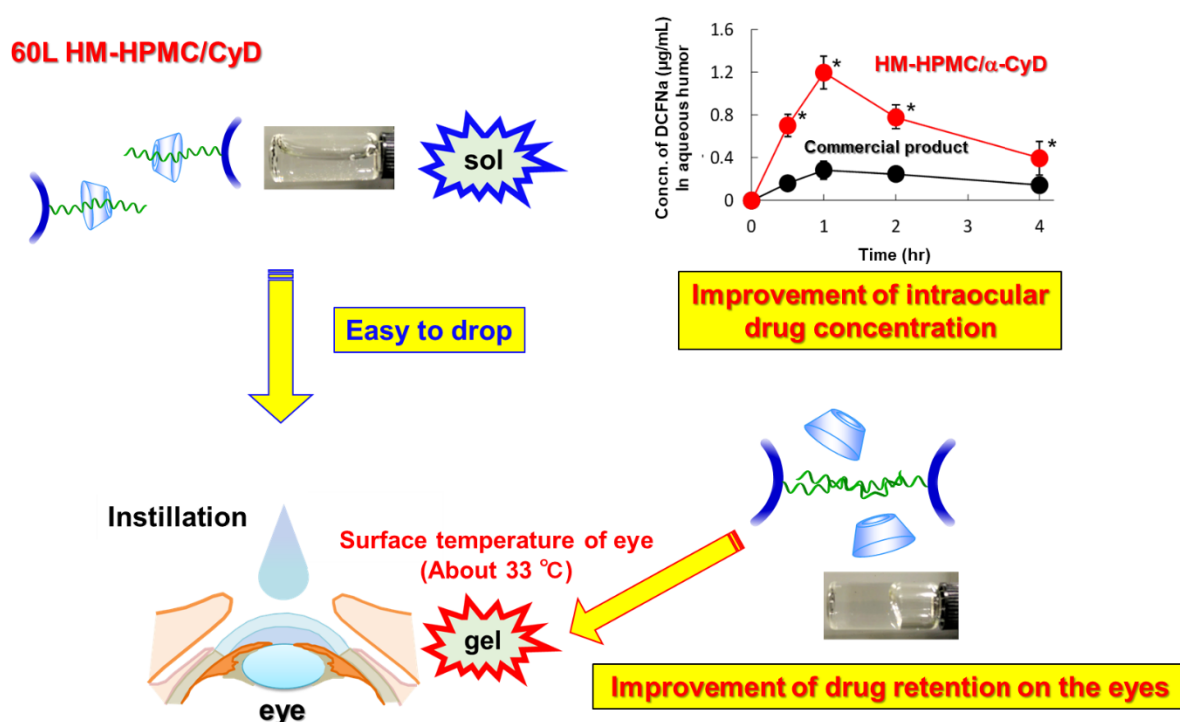 60L HM-HPMC/CyD
sol
Easy to drop
Instillation
Surface temperature of eye
(About 33 ℃)
gel
eye
Concn. of DCFNa (μg/mL)
In aqueous humor
1.6
1.2
0.8
0.4
0
HM-HPMC/α-CyD
Commercial product
*
*
*
*
0
1
2
3
4
Time (hr)
Improvement of intraocular
drug concentration
Improvement of drug retention on the eyes